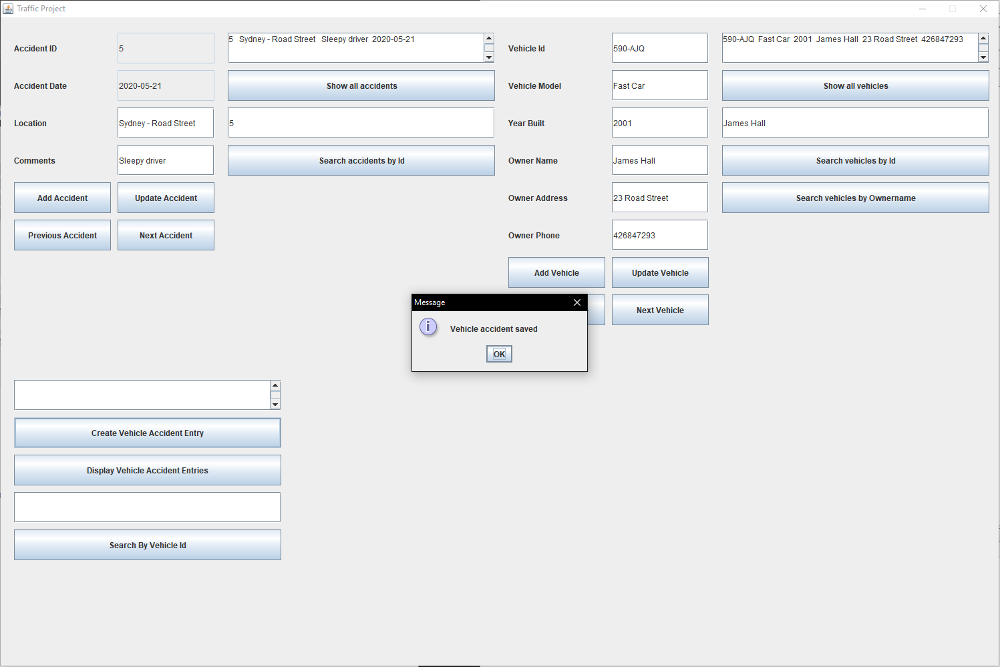 Traffic Project
Accident ID
5
5 Sydney - Road Street Sleepy driver 2020-05-21
Vehicle Id
590-AJQ
590-AJQ Fast Car 2001 James Hall 23 Road Street 426847293
Accident Date
2020-05-21
Show all accidents
Vehicle Model
Fast Car
Show all vehicles
Location
Sydney - Road Street
5
Year Built
2001
James Hall
Comments
Sleepy driver
Search accidents by Id
Owner Name
James Hall
Search vehicles by Id
Add Accident
Update Accident
Owner Address
23 Road Street
Search vehicles by Ownername
Previous Accident
Next Accident
Owner Phone
426847293
Add Vehicle
Update Vehicle
Next Vehicle
Message
Vehicle accident saved
OK
Create Vehicle Accident Entry
Display Vehicle Accident Entries
Search By Vehicle Id